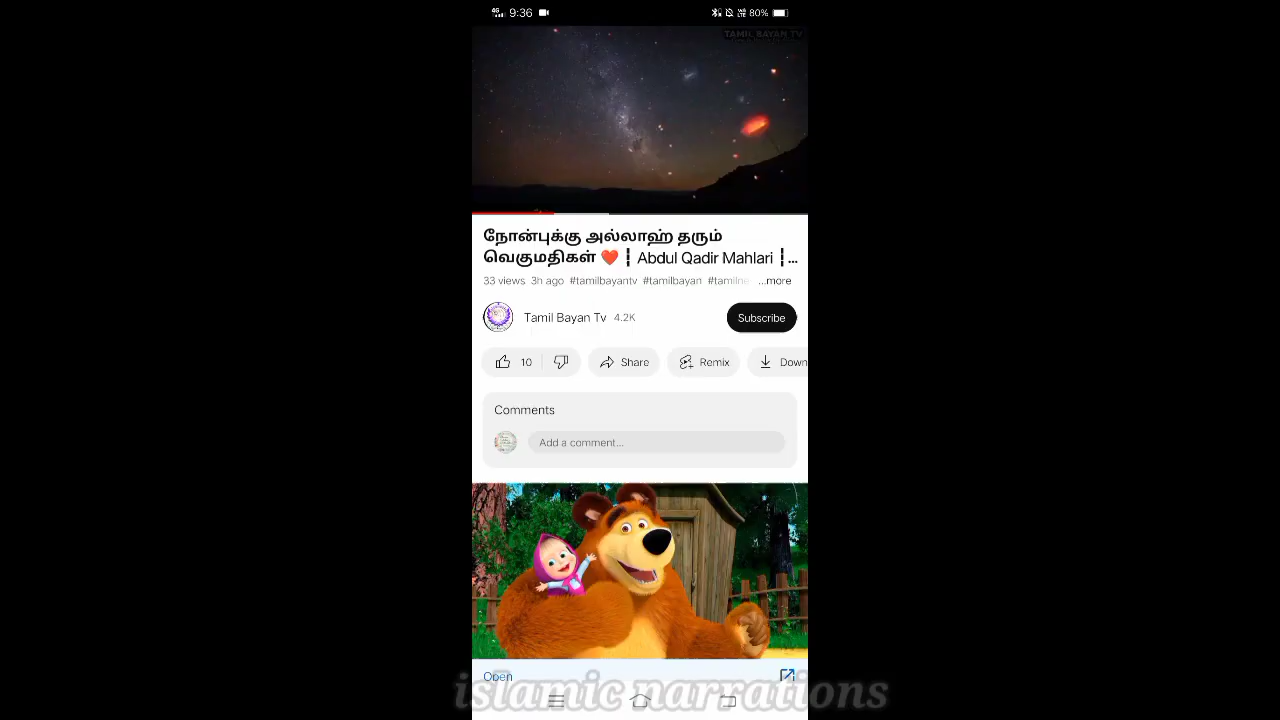 4G 9:36 80%
TAMIL BAYAN TV
நோன்புக்கு அல்லாஹ் தரும்
வெகுமதிகள் ❤️ ┇ Abdul Qadir Mahlari ┇...
33 views 3h ago #tamilbayantv #tamilbayan #tamilne ...more
Tamil Bayan Tv 4.2K Subscribe
10 Share Remix Down
Comments
Add a comment...
Open
islamic narrations